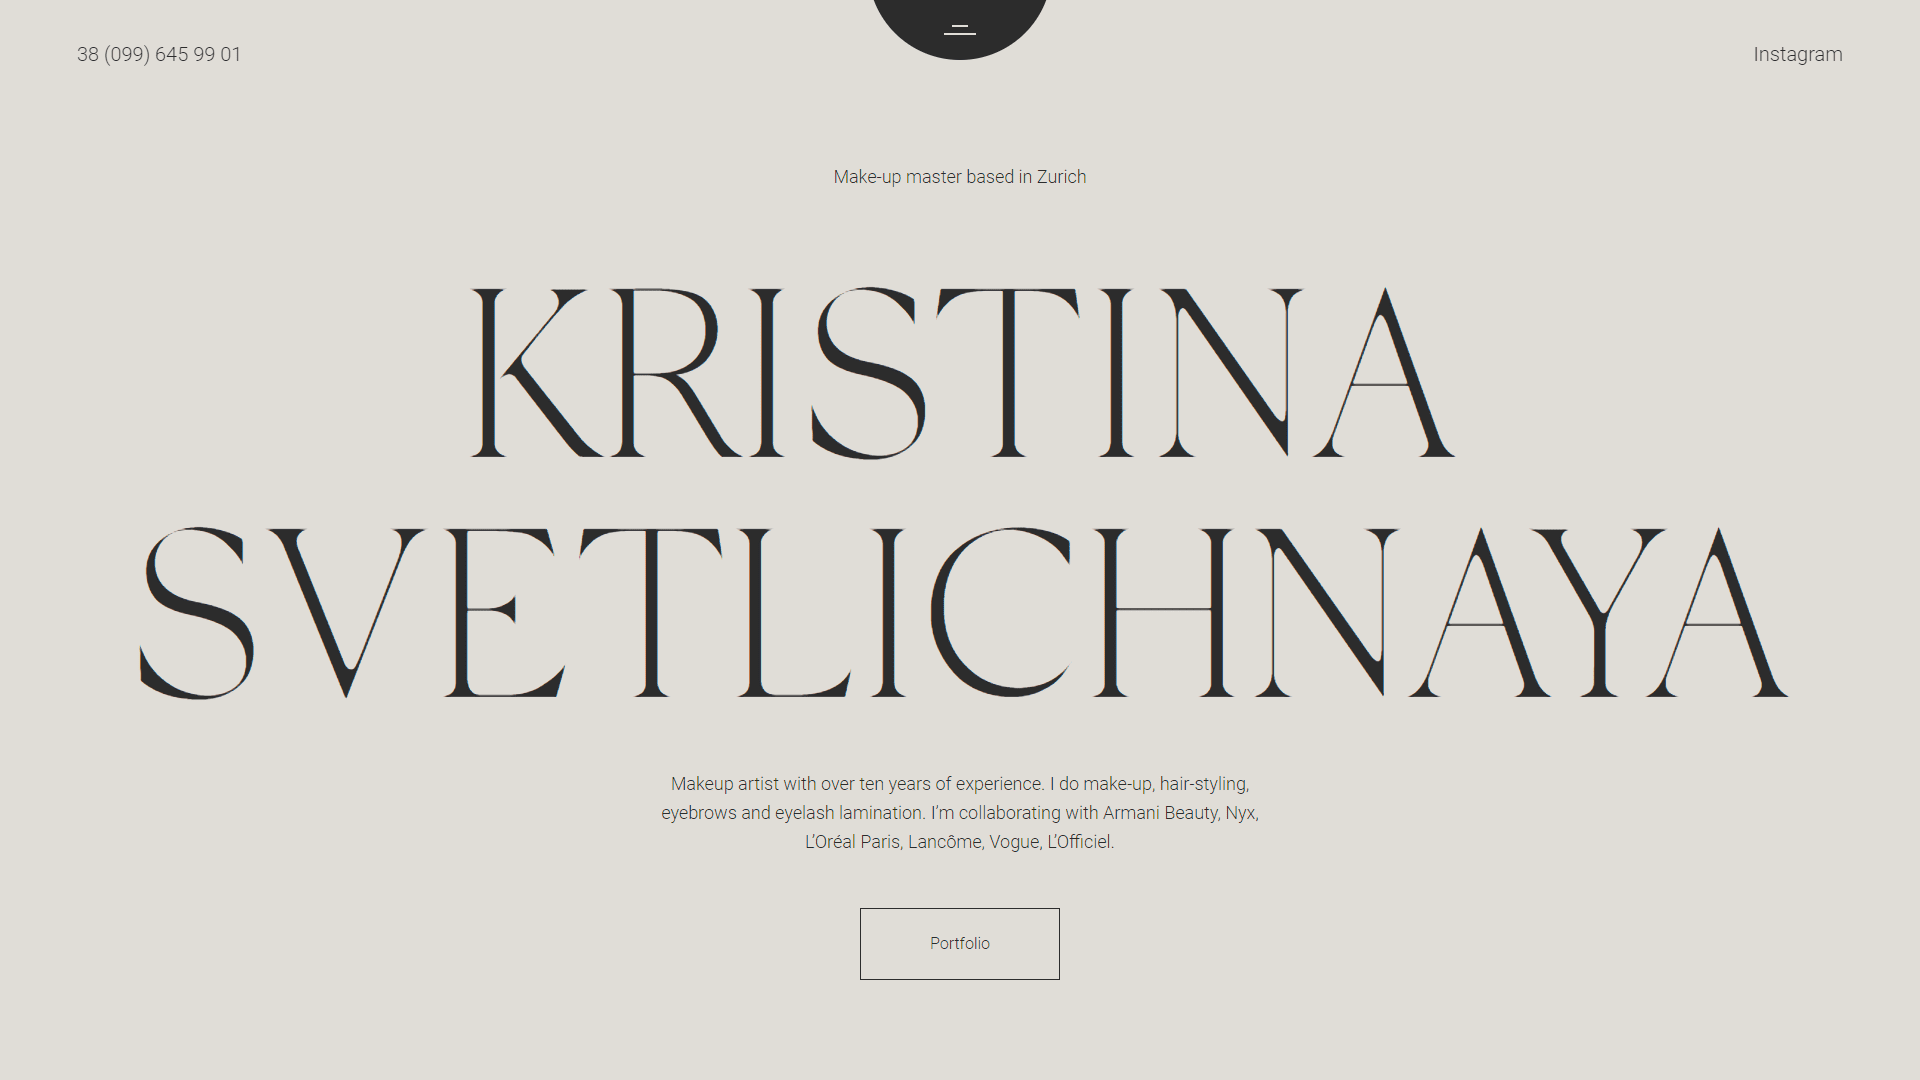 38 (099) 645 99 01
Instagram
Make-up master based in Zurich
KRISTINA
SVETLICHNAYA
Makeup artist with over ten years of experience. I do make-up, hair-styling,
eyebrows and eyelash lamination. I’m collaborating with Armani Beauty, Nyx,
L’Oréal Paris, Lancôme, Vogue, L’Officiel.
Portfolio